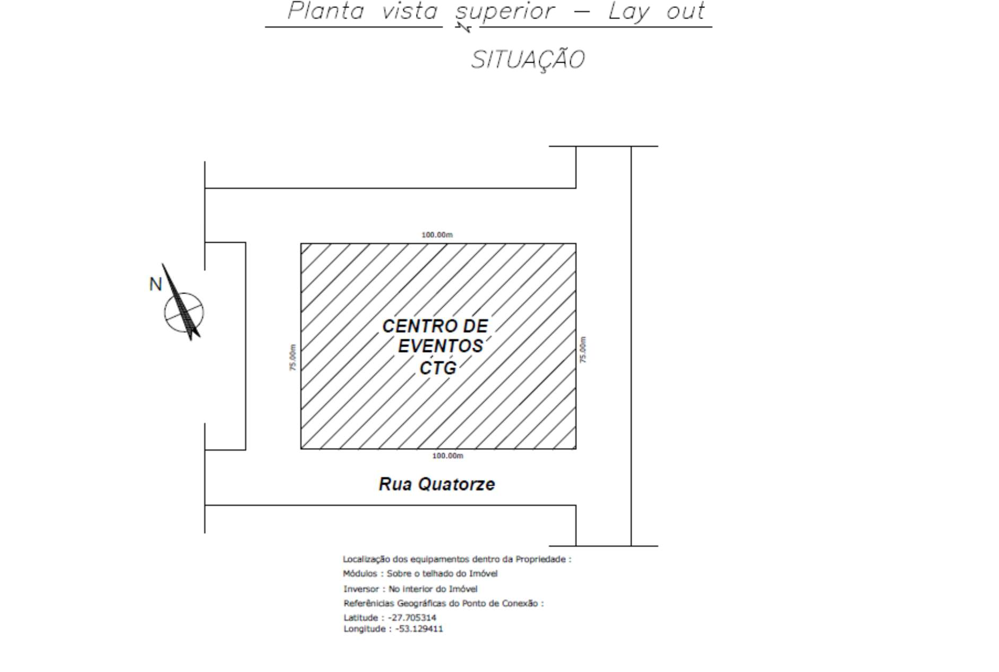 Planta vista superior - Lay out
SITUAÇÃO
100.00m
N
CENTRO DE
EVENTOS
CTG
75.00m
75.00m
100.00m
Rua Quatorze
Localização dos equipamentos dentro da Propriedade :
Módulos : Sobre o telhado do Imóvel
Inversor : No interior do Imóvel
Referênicias Geográficas do Ponto de Conexão :
Latitude : -27.705314
Longitude : -53.129411